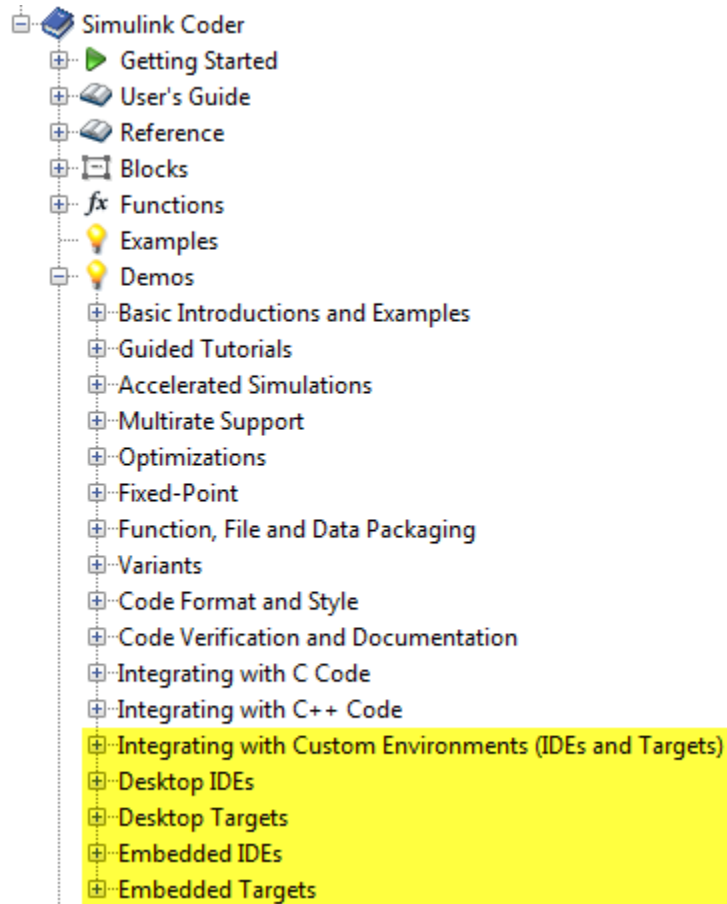 Simulink Coder
Getting Started
User's Guide
Reference
Blocks
fx Functions
Examples
Demos
Basic Introductions and Examples
Guided Tutorials
Accelerated Simulations
Multirate Support
Optimizations
Fixed-Point
Function, File and Data Packaging
Variants
Code Format and Style
Code Verification and Documentation
Integrating with C Code
Integrating with C++ Code
Integrating with Custom Environments (IDEs and Targets)
Desktop IDEs
Desktop Targets
Embedded IDEs
Embedded Targets